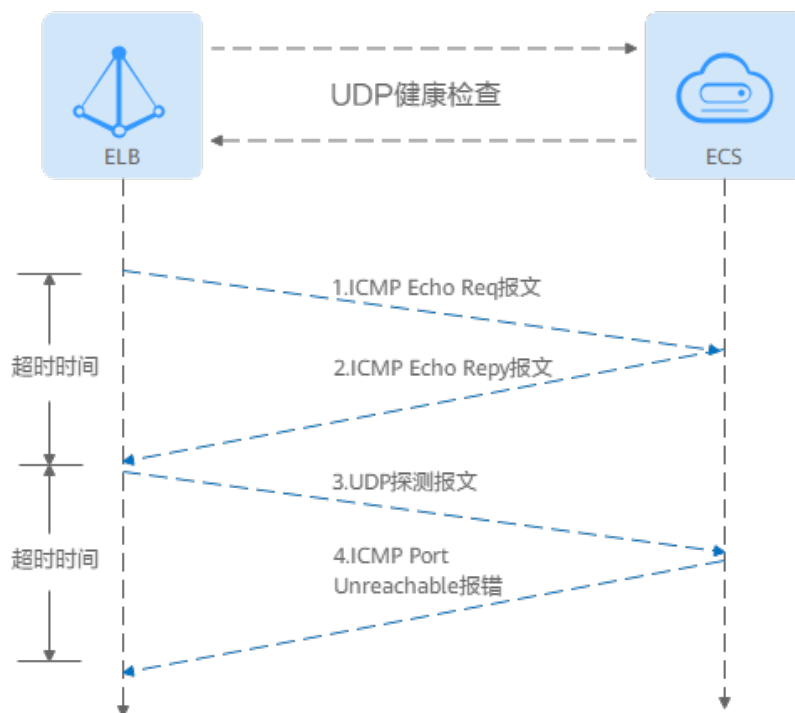 UDP健康检查
ELB
ECS
1.ICMP Echo Req报文
超时时间
2.ICMP Echo Repy报文
3.UDP探测报文
超时时间
4.ICMP Port
Unreachable报错